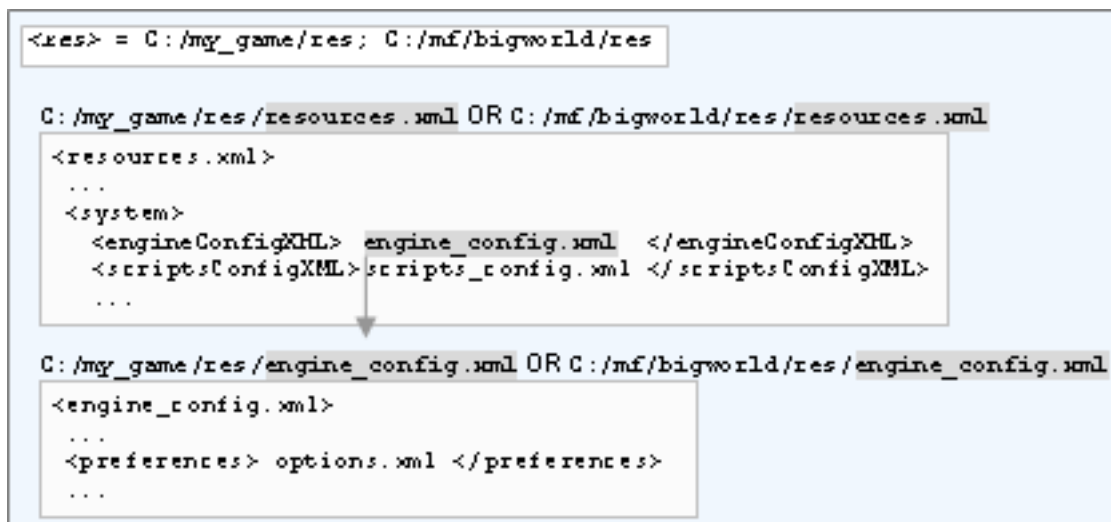 <res> = C:/my_game/res; C:/mf/bigworld/res
C:/my_game/res/resources.xml OR C:/mf/bigworld/res/resources.xml
<resources.xml>
...
<system>
<engineConfigXML> engine_config.xml </engineConfigXML>
<scriptsConfigXML>scripts_config.xml </scriptsConfigXML>
...
C:/my_game/res/engine_config.xml OR C:/mf/bigworld/res/engine_config.xml
<engine_config.xml>
...
<preferences> options.xml </preferences>
...